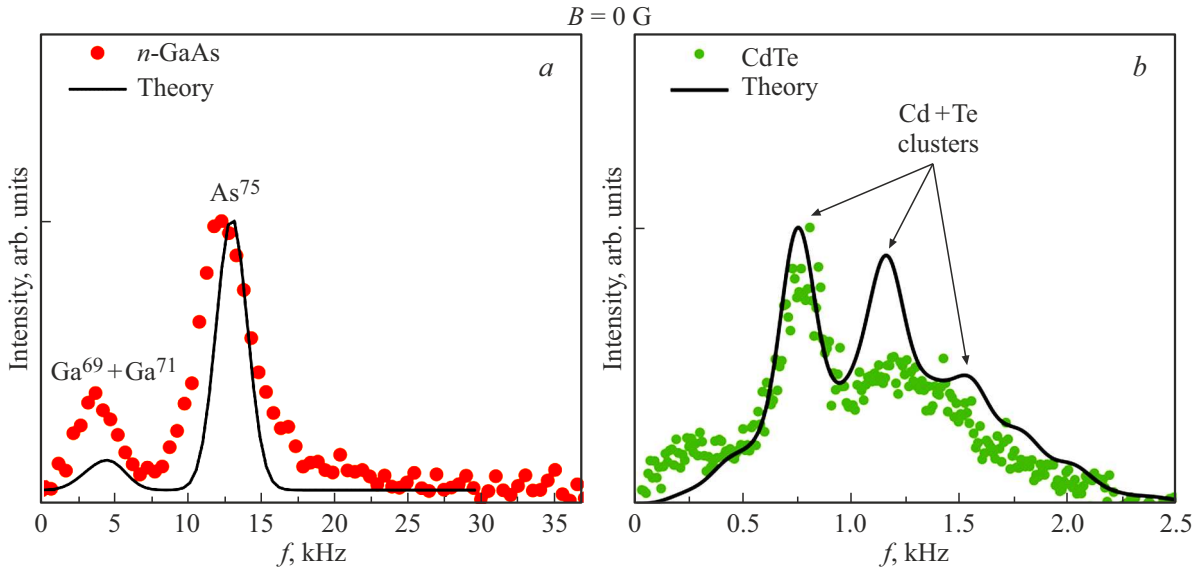 B = 0 G
n-GaAs
Theory
a
As⁷⁵
Ga⁶⁹ + Ga⁷¹
Intensity, arb. units
0 5 10 15 20 25 30 35
f, kHz
CdTe
Theory
b
Cd + Te
clusters
Intensity, arb. units
0 0.5 1.0 1.5 2.0 2.5
f, kHz